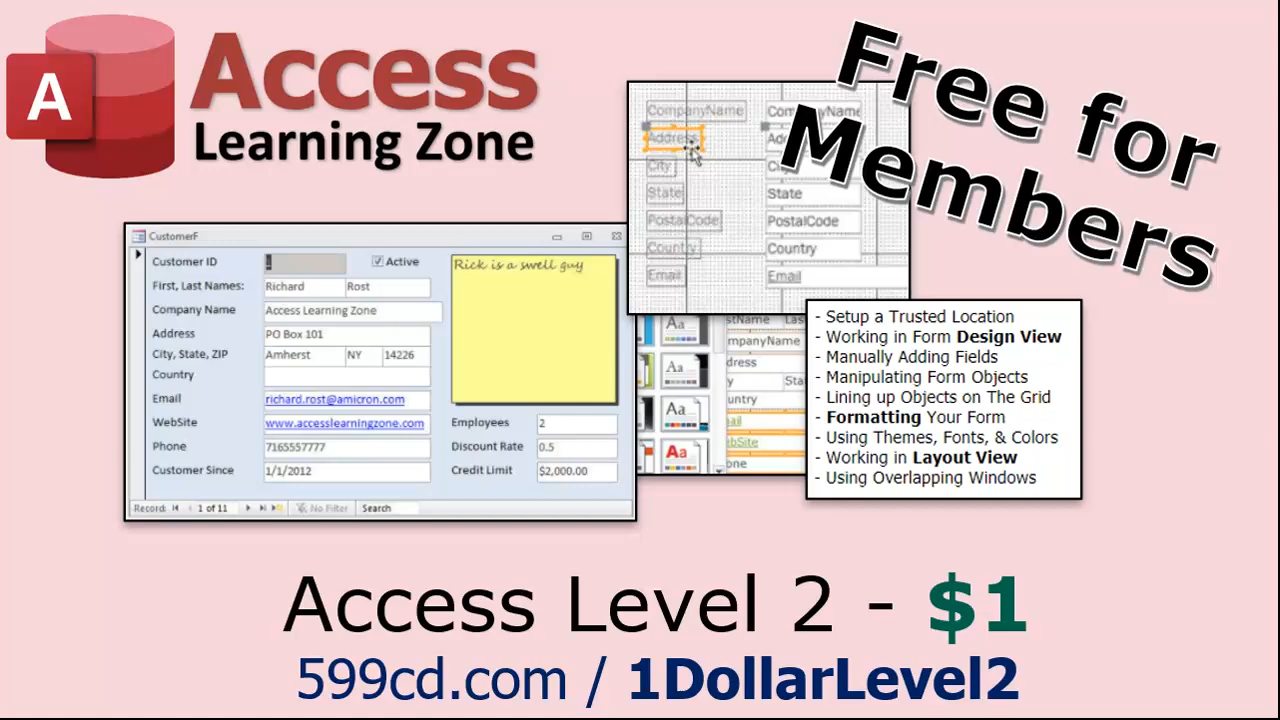 A
Access
Learning Zone
Free for
Members
CompanyName CompanyName
Address
City
State State
PostalCode PostalCode
Country Country
Email Email
CustomerF
Customer ID Active
First, Last Names: Richard Rost
Company Name Access Learning Zone
Address PO Box 101
City, State, ZIP Amherst NY 14226
Country
Email richard.rost@amicron.com
WebSite www.accesslearningzone.com
Phone 7165557777
Customer Since 1/1/2012
Rick is a swell guy
Employees 2
Discount Rate 0.5
Credit Limit $2,000.00
Record: 1 of 11 No Filter Search
Aa
Aa
Aa
Aa
- Setup a Trusted Location
- Working in Form Design View
- Manually Adding Fields
- Manipulating Form Objects
- Lining up Objects on The Grid
- Formatting Your Form
- Using Themes, Fonts, & Colors
- Working in Layout View
- Using Overlapping Windows
Access Level 2 - $1
599cd.com / 1DollarLevel2